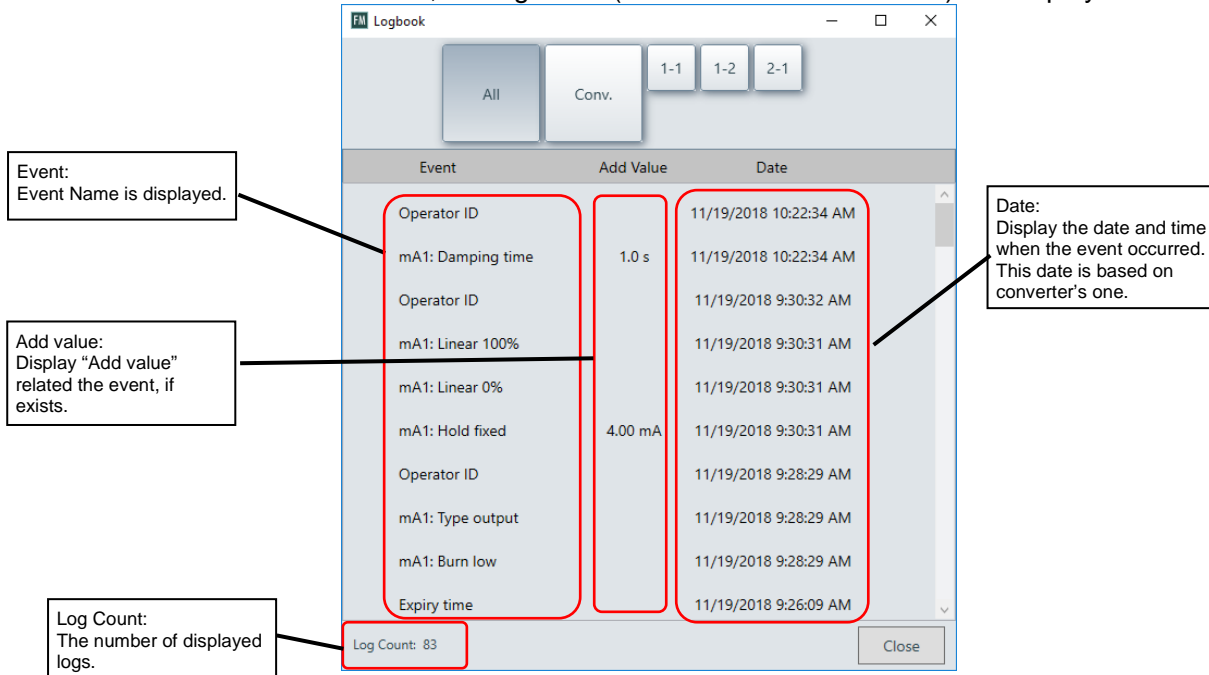 FM Logbook
All
Conv.
1-1
1-2
2-1
Event Add Value Date
Operator ID 11/19/2018 10:22:34 AM
mA1: Damping time 1.0 s 11/19/2018 10:22:34 AM
Operator ID 11/19/2018 9:30:32 AM
mA1: Linear 100% 11/19/2018 9:30:31 AM
mA1: Linear 0% 11/19/2018 9:30:31 AM
mA1: Hold fixed 4.00 mA 11/19/2018 9:30:31 AM
Operator ID 11/19/2018 9:28:29 AM
mA1: Type output 11/19/2018 9:28:29 AM
mA1: Burn low 11/19/2018 9:28:29 AM
Expiry time 11/19/2018 9:26:09 AM
Log Count: 83
Close
Event:
Event Name is displayed.
Add value:
Display “Add value”
related the event, if
exists.
Log Count:
The number of displayed
logs.
Date:
Display the date and time
when the event occurred.
This date is based on
converter’s one.